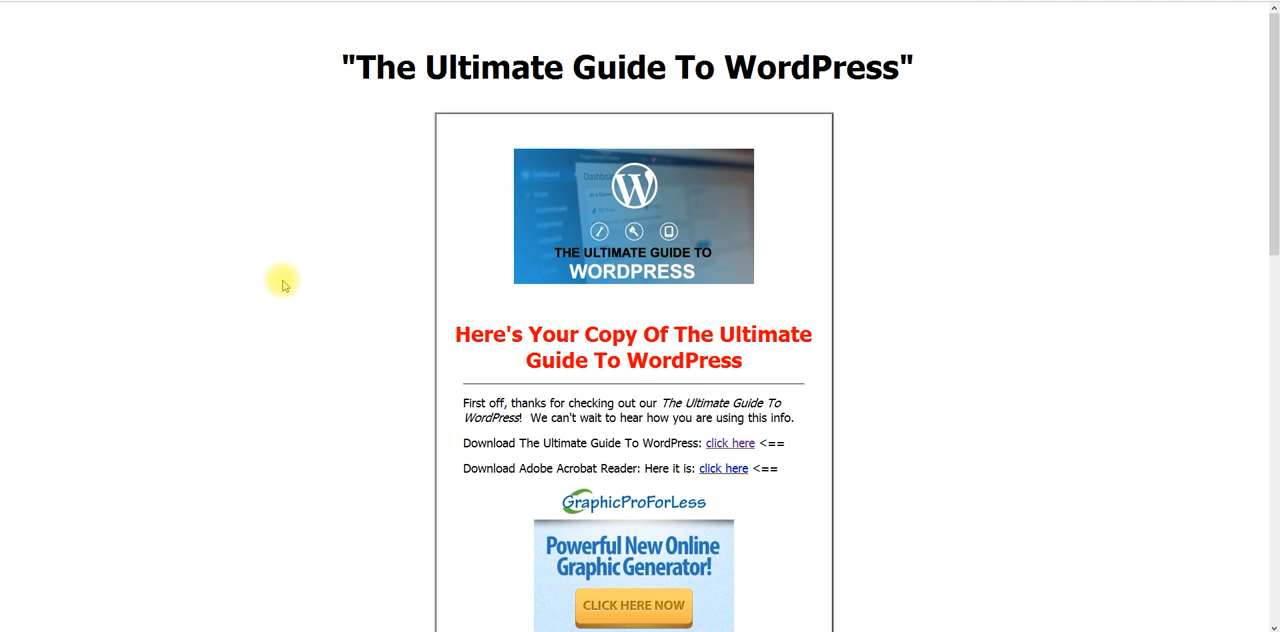 "The Ultimate Guide To WordPress"
THE ULTIMATE GUIDE TO
WORDPRESS
Here's Your Copy Of The Ultimate
Guide To WordPress
First off, thanks for checking out our The Ultimate Guide To
WordPress!  We can't wait to hear how you are using this info.
Download The Ultimate Guide To WordPress: click here <==
Download Adobe Acrobat Reader: Here it is: click here <==
GraphicProForLess
Powerful New Online
Graphic Generator!
CLICK HERE NOW